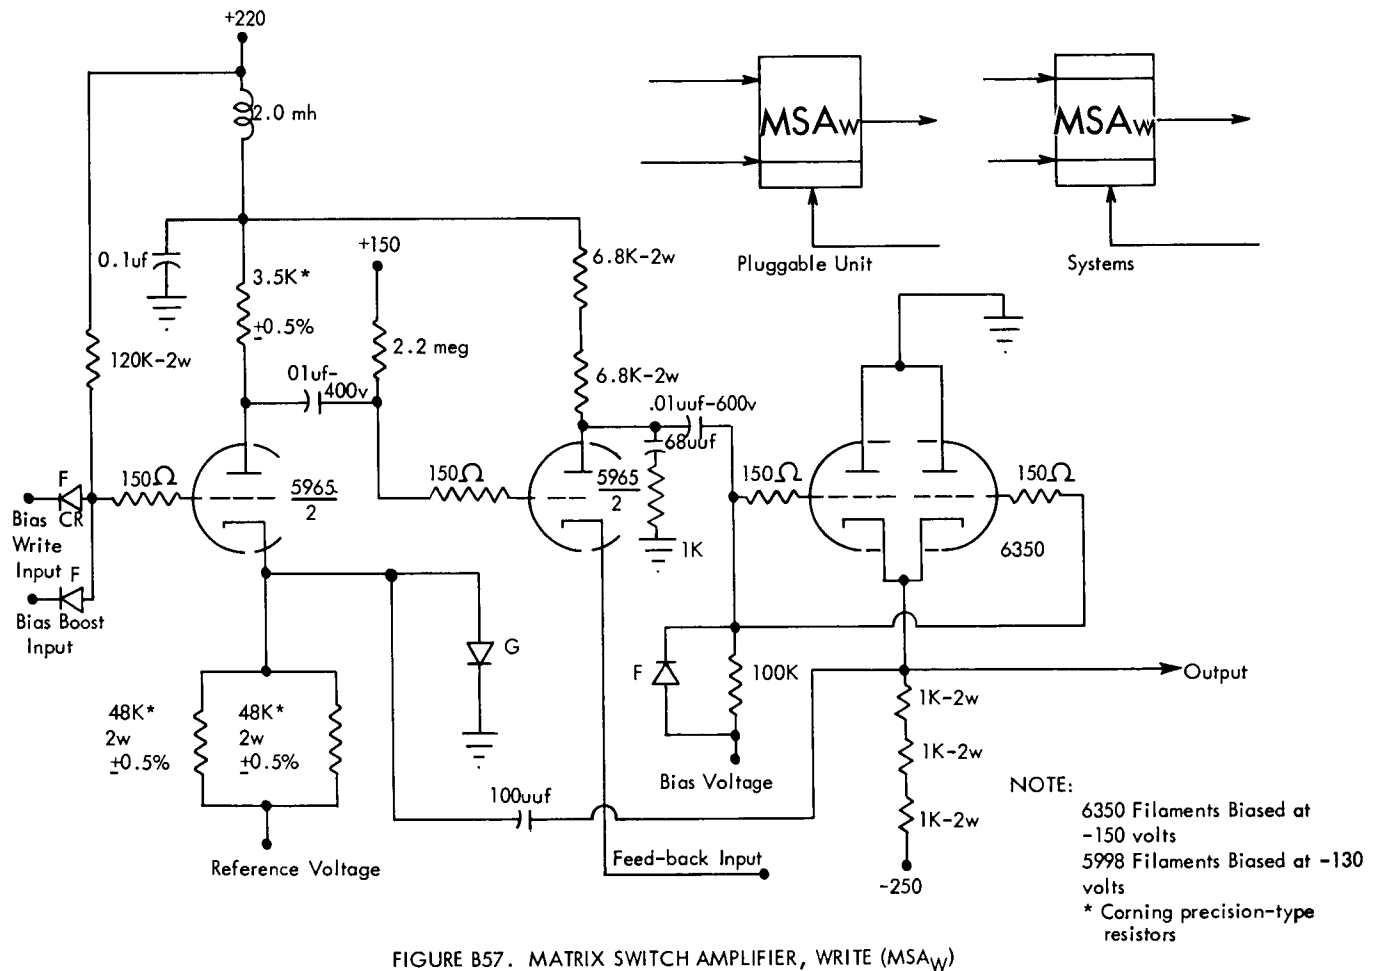 +220
2.0 mh
MSAW
MSAW
+150
0.1uf
3.5K*
+0.5%
6.8K-2w
Pluggable Unit
Systems
120K-2w
2.2 meg
01uf-
400v
6.8K-2w
.01uuf-600v
68uuf
F
CR
150Ω
5965
2
150Ω
5965
2
1K
150Ω
150Ω
6350
Bias
Write
Input
F
Bias Boost
Input
G
F
100K
Output
48K*
2w
±0.5%
48K*
2w
±0.5%
1K-2w
1K-2w
1K-2w
Bias Voltage
100uuf
Reference Voltage
Feed-back Input
-250
NOTE:
6350 Filaments Biased at
-150 volts
5998 Filaments Biased at -130
volts
* Corning precision-type
resistors
FIGURE B57. MATRIX SWITCH AMPLIFIER, WRITE (MSAW)